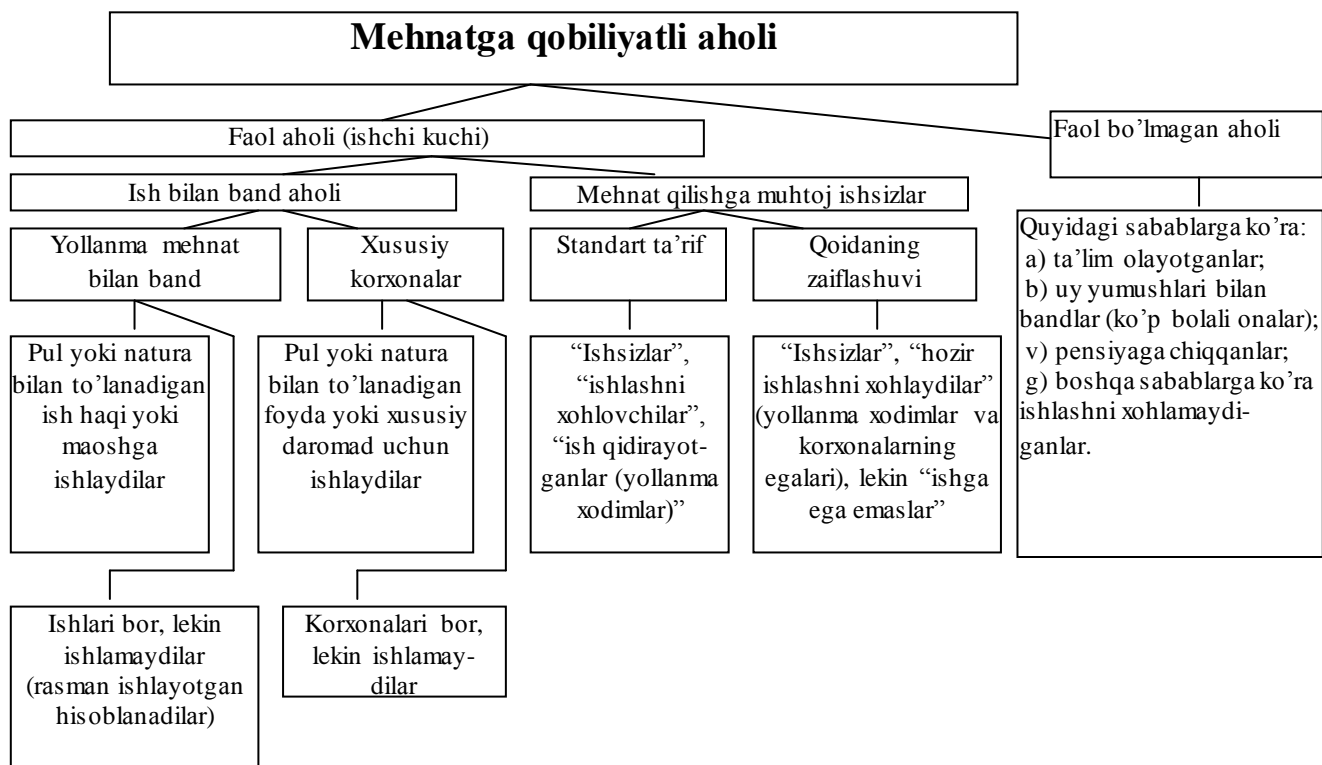 Mehnatga qobiliyatli aholi
Faol aholi (ishchi kuchi)
Faol bo’lmagan aholi
Ish bilan band aholi
Mehnat qilishga muhtoj ishsizlar
Yollanma mehnat
bilan band
Xususiy
korxonalar
Standart ta’rif
Qoidaning
zaiflashuvi
Quyidagi sabablarga ko’ra:
a) ta’lim olayotganlar;
b) uy yumushlari bilan
bandlar (ko’p bolali onalar);
v) pensiyaga chiqqanlar;
g) boshqa sabablarga ko’ra
ishlashni xohlamaydi-
ganlar.
Pul yoki natura
bilan to’lanadigan
ish haqi yoki
maoshga
ishlaydilar
Pul yoki natura
bilan to’lanadigan
foyda yoki xususiy
daromad uchun
ishlaydilar
“Ishsizlar”,
“ishlashni
xohlovchilar”,
“ish qidirayot-
ganlar (yollanma
xodimlar)”
“Ishsizlar”, “hozir
ishlashni xohlaydilar”
(yollanma xodimlar va
korxonalarning
egalari), lekin “ishga
ega emaslar”
Ishlari bor, lekin
ishlamaydilar
(rasman ishlayotgan
hisoblanadilar)
Korxonalari bor,
lekin ishlamay-
dilar